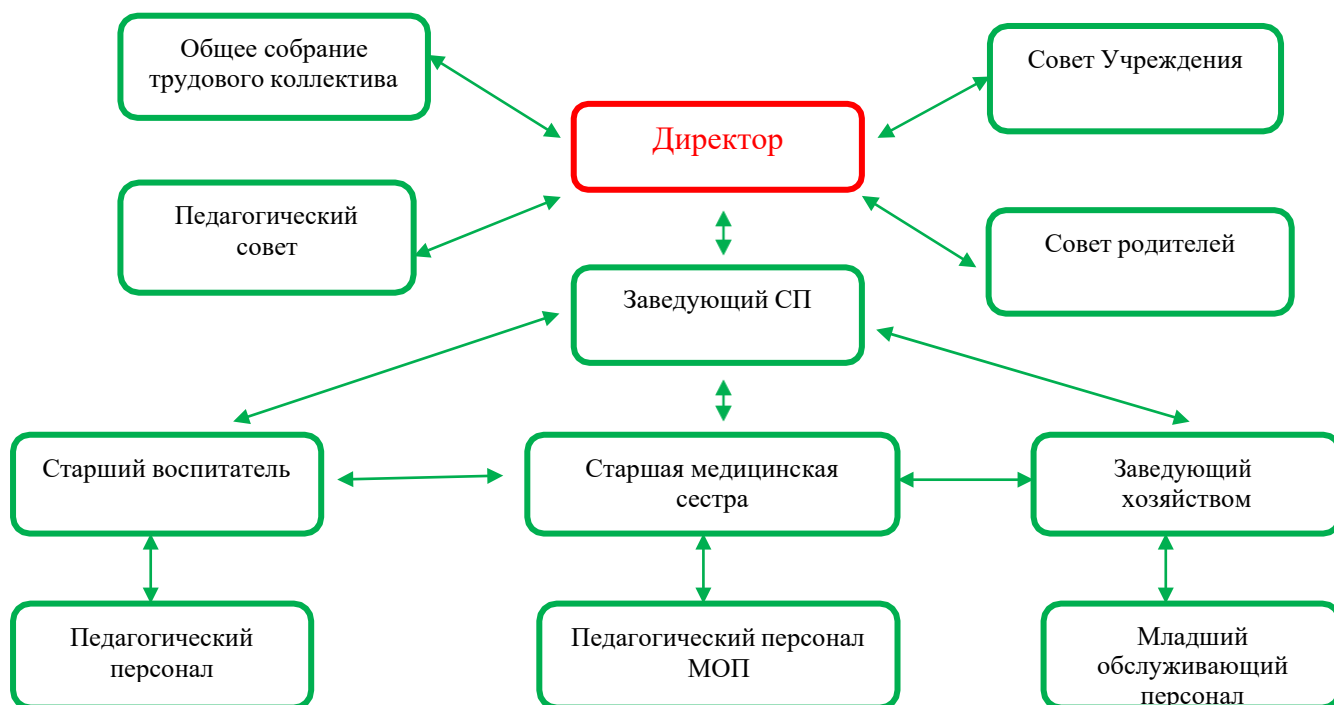 Общее собрание
трудового коллектива
Совет Учреждения
Директор
Педагогический
совет
Совет родителей
Заведующий СП
Старший воспитатель
Старшая медицинская
сестра
Заведующий
хозяйством
Педагогический
персонал
Педагогический персонал
МОП
Младший
обслуживающий
персонал